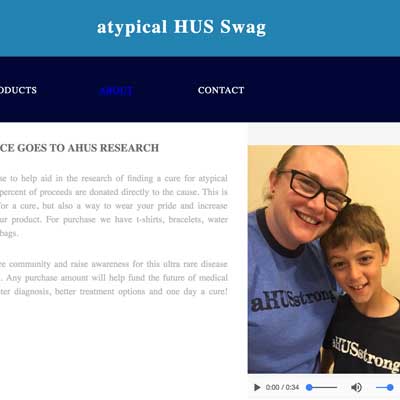 atypical HUS Swag
ODUCTS ABOUT CONTACT
CE GOES TO AHUS RESEARCH
se to help aid in the research of finding a cure for atypical
percent of proceeds are donated directly to the cause. This is
for a cure, but also a way to wear your pride and increase
ur product. For purchase we have t-shirts, bracelets, water
bags.
re community and raise awareness for this ultra rare disease
. Any purchase amount will help fund the future of medical
ter diagnosis, better treatment options and one day a cure!
aHUSstrong
aHUSstrong
0:00 / 0:34